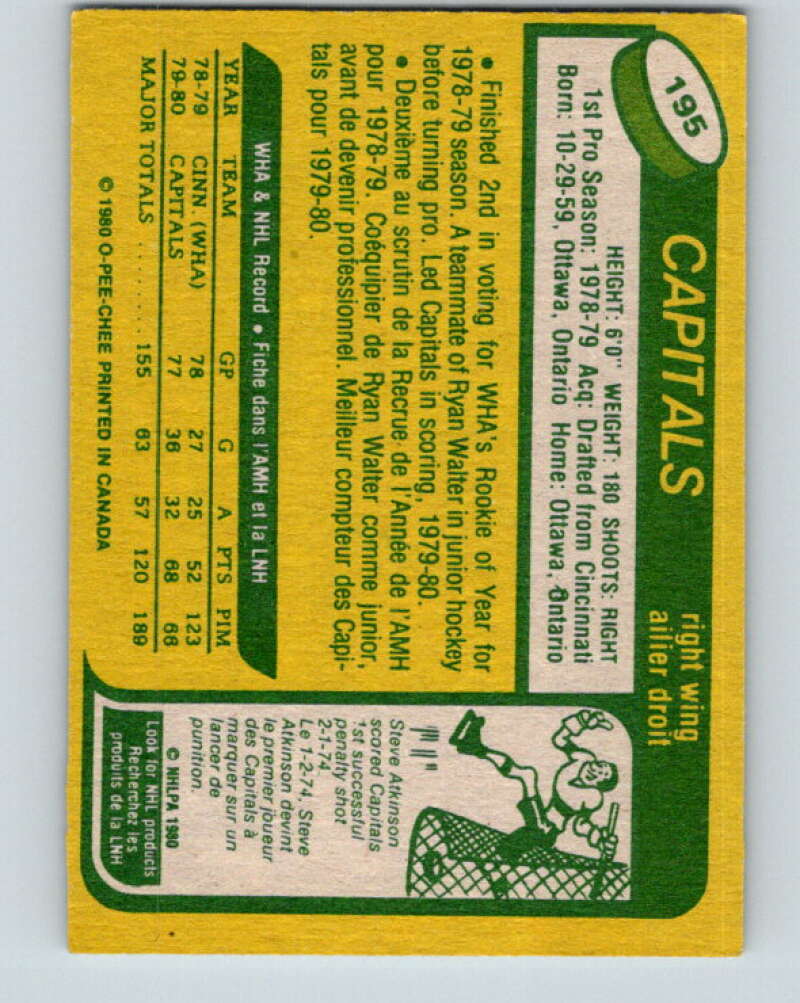 195
CAPITALS
right wing
ailier droit
HEIGHT: 6'0" WEIGHT: 180 SHOOTS: RIGHT
1st Pro Season: 1978-79 Acq: Drafted from Cincinnati
Born: 10-29-59, Ottawa, Ontario Home: Ottawa, Ontario
• Finished 2nd in voting for WHA's Rookie of Year for
1978-79 season. A teammate of Ryan Walter in junior hockey
before turning pro. Led Capitals in scoring, 1979-80.
• Deuxième au scrutin de la Recrue de l'Année de l'AMH
pour 1978-79. Coéquipier de Ryan Walter comme junior,
avant de devenir professionnel. Meilleur compteur des Capi-
tals pour 1979-80.
WHA & NHL Record • Fiche dans l'AMH et la LNH
YEAR TEAM GP G A PTS PIM
78-79 CINN. (WHA) 78 27 25 52 123
79-80 CAPITALS 77 36 32 68 66
MAJOR TOTALS ........ 155 63 57 120 189
© 1980 O-PEE-CHEE PRINTED IN CANADA
Steve Atkinson
scored Capitals
1st successful
penalty shot
2-1-74.
Le 1-2-74, Steve
Atkinson devint
le premier joueur
des Capitals à
marquer sur un
lancer de
punition.
© NHLPA 1980
Look for NHL products
Recherchez les
produits de la LNH